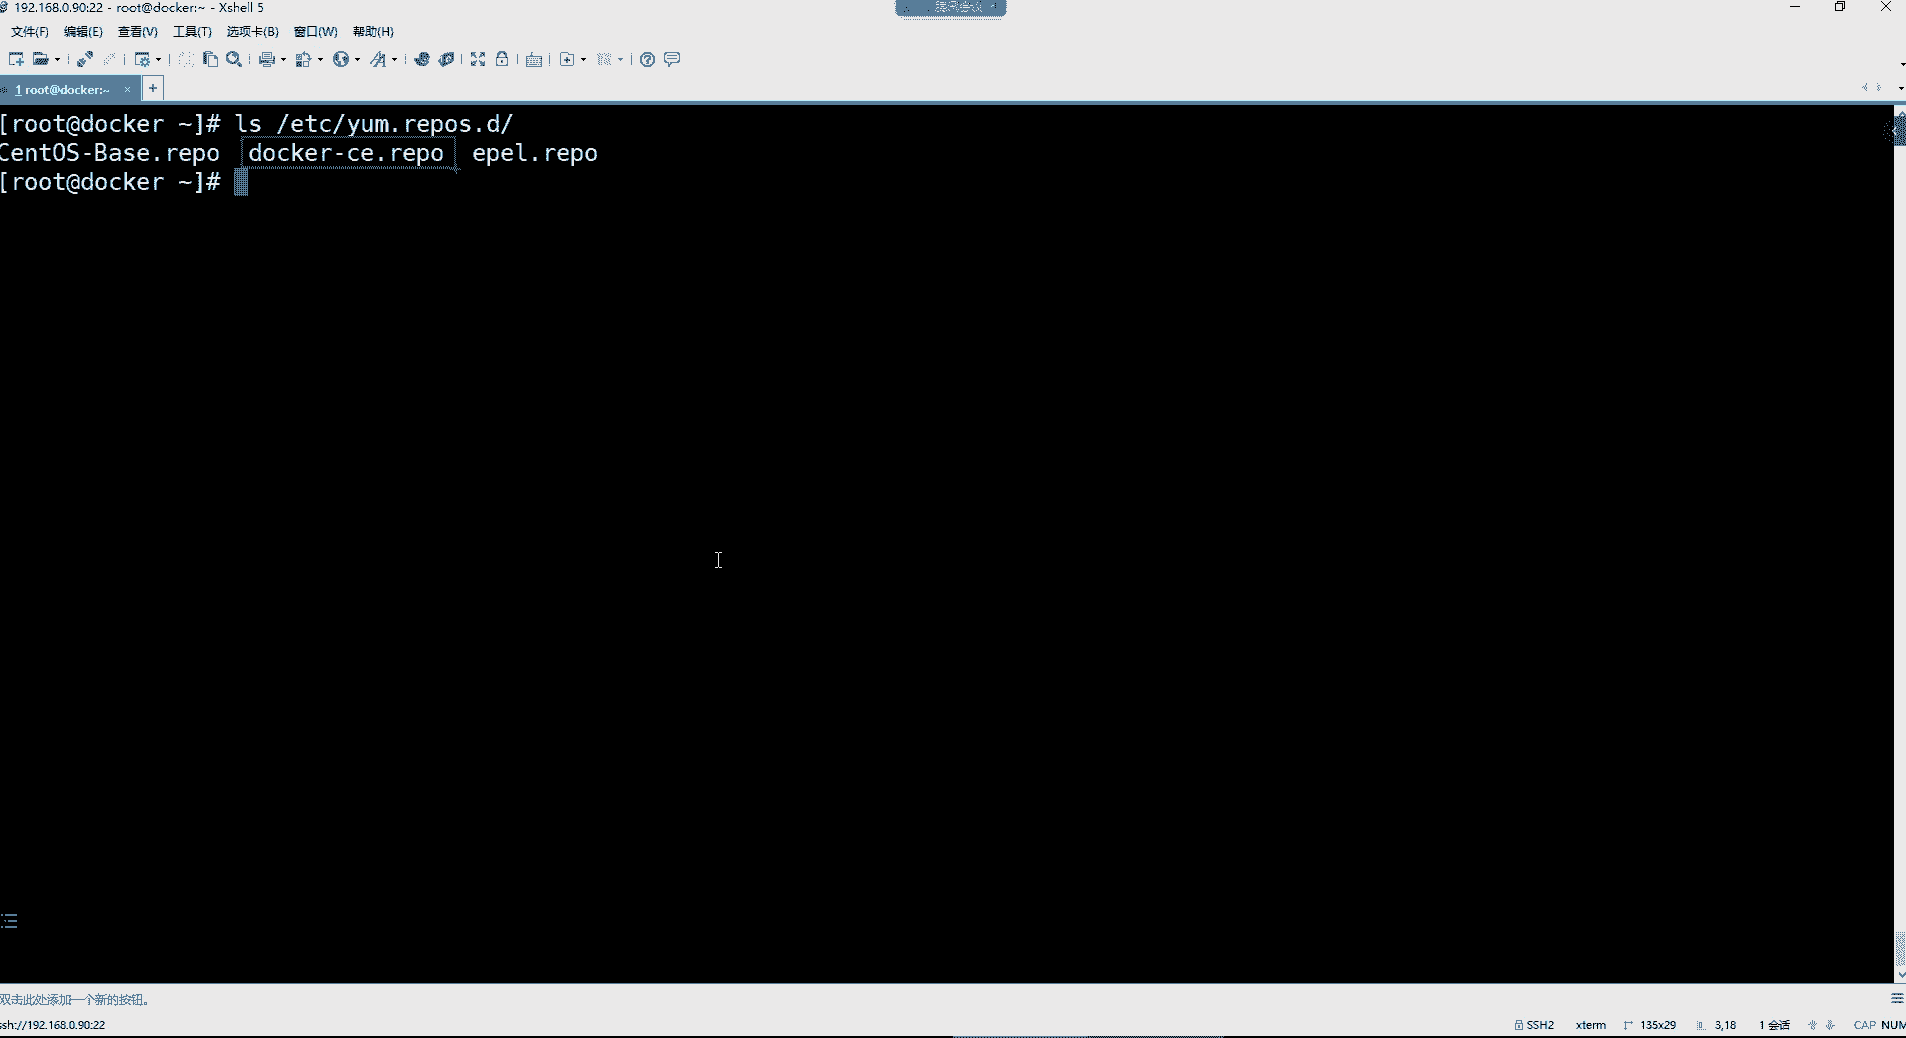 192.168.0.90:22 - root@docker:~ - Xshell 5
文件(F) 编辑(E) 查看(V) 工具(T) 选项卡(B) 窗口(W) 帮助(H)
1 root@docker:~ × +
[root@docker ~]# ls /etc/yum.repos.d/
CentOS-Base.repo docker-ce.repo epel.repo
[root@docker ~]#
双击此处添加一个新的按钮。
ssh://192.168.0.90:22 SSH2 xterm 135x29 3,18 1 会话 CAP NUM